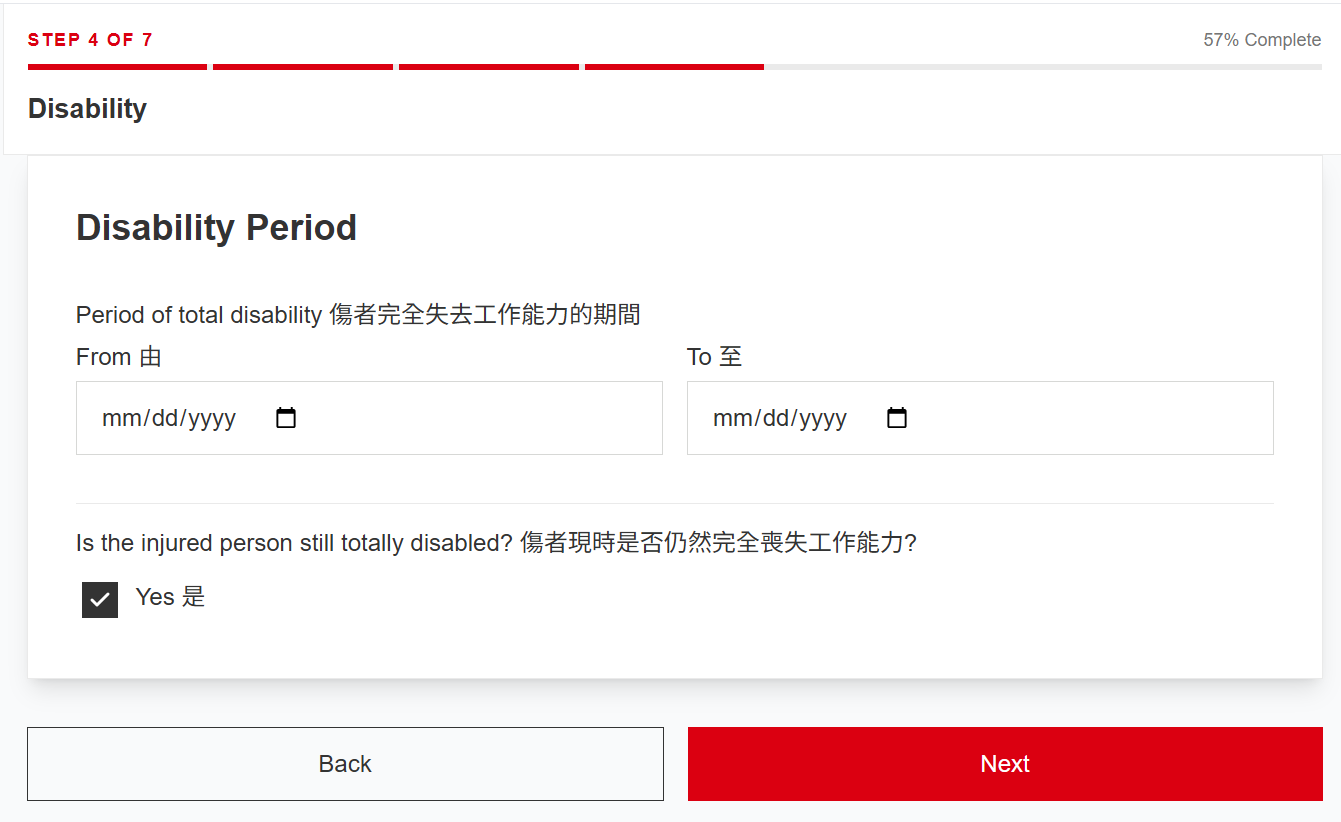 STEP 4 OF 7
57% Complete
Disability
Disability Period
Period of total disability 傷者完全失去工作能力的期間
From 由
To 至
mm/dd/yyyy
mm/dd/yyyy
Is the injured person still totally disabled? 傷者現時是否仍然完全喪失工作能力?
Yes 是
Back
Next